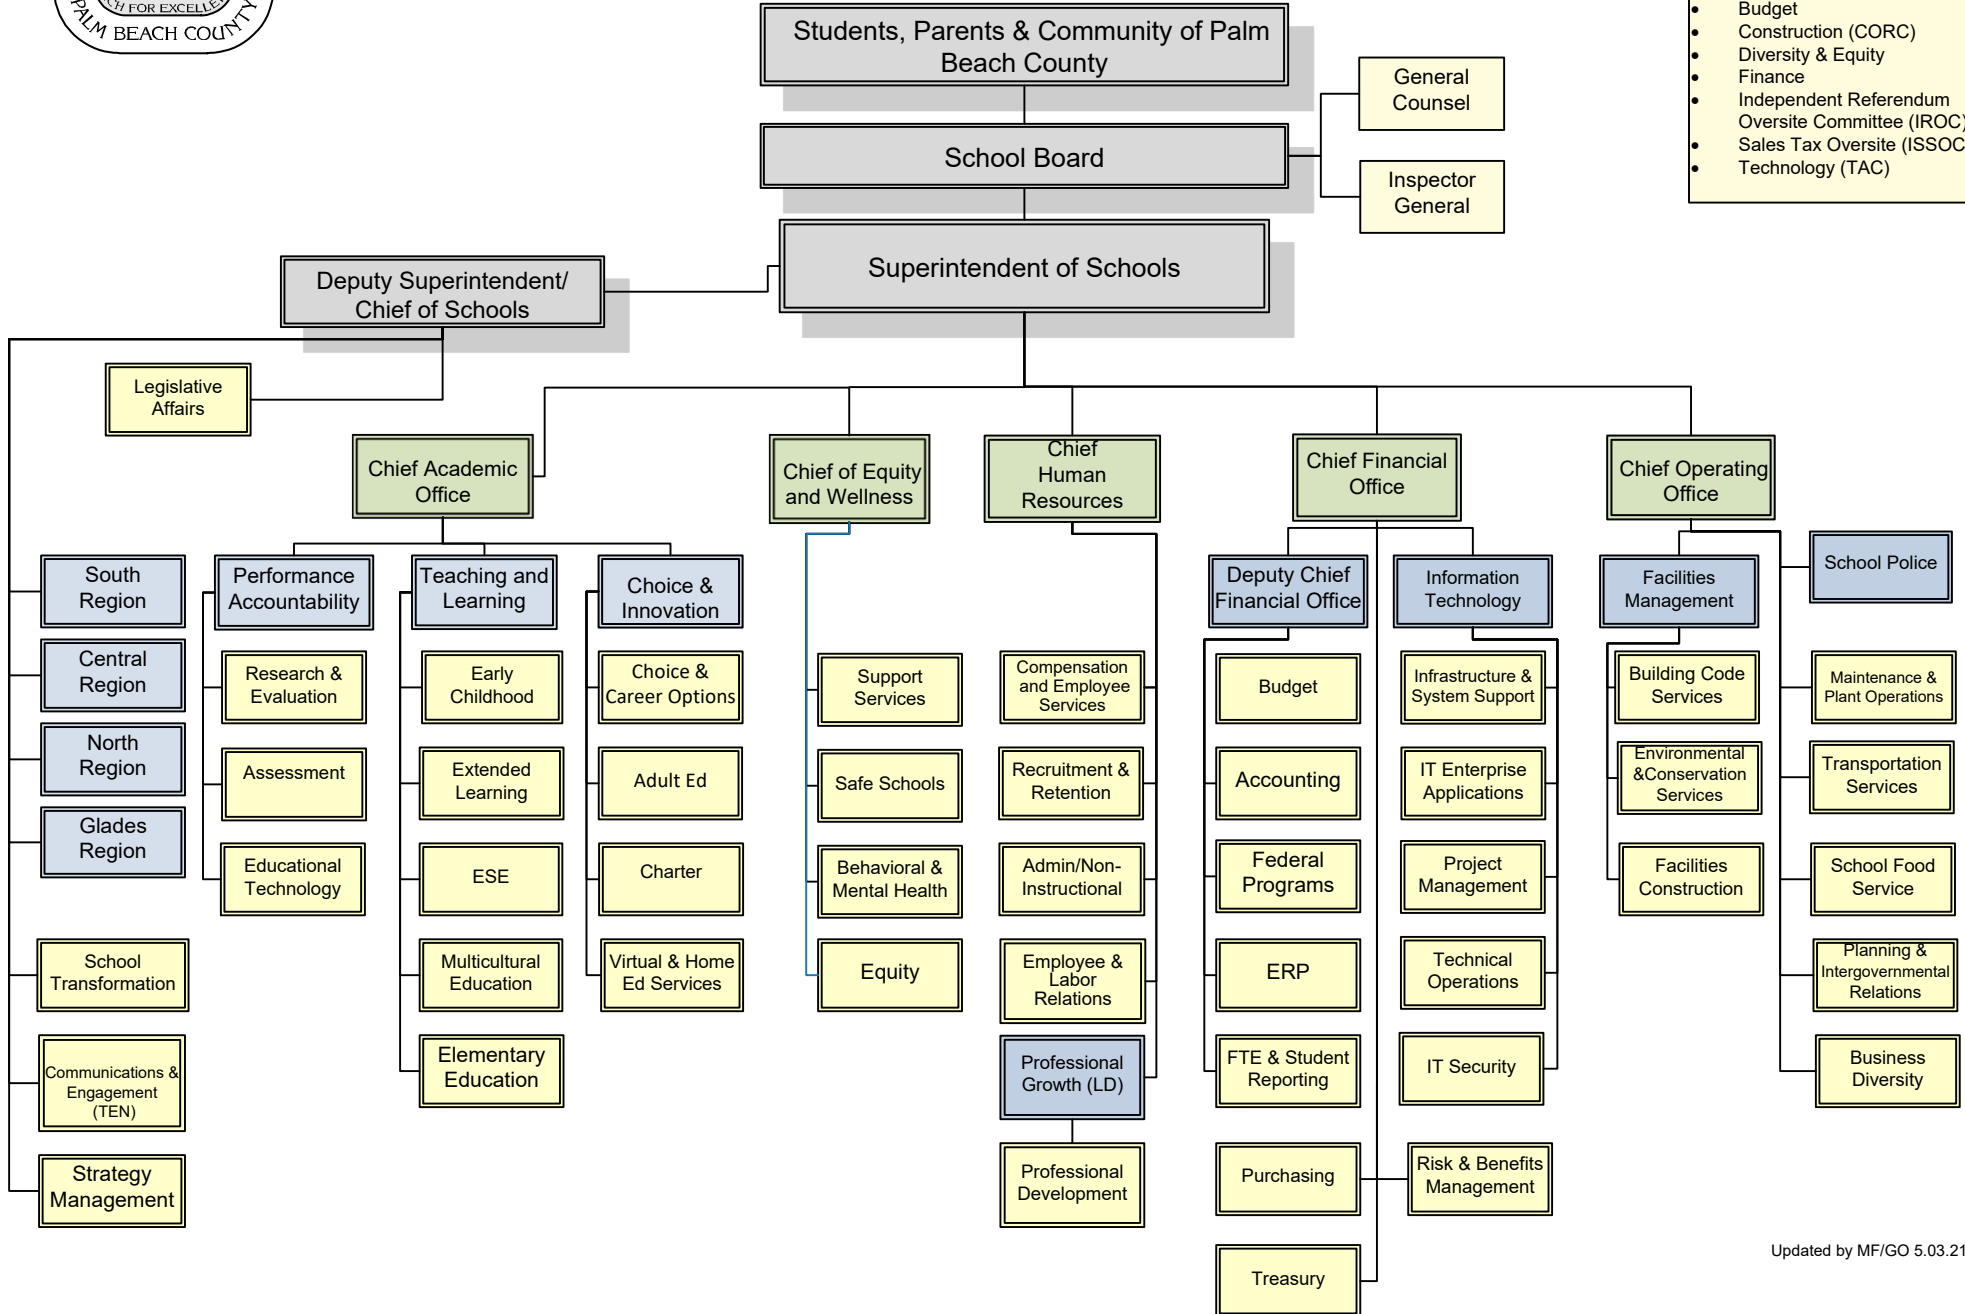 CH FOR EXCELLE
PALM BEACH COUNTY
Students, Parents & Community of Palm
Beach County
Budget
Construction (CORC)
Diversity & Equity
Finance
Independent Referendum
Oversite Committee (IROC)
Sales Tax Oversite (ISSOC
Technology (TAC)
General
Counsel
School Board
Inspector
General
Superintendent of Schools
Deputy Superintendent/
Chief of Schools
Legislative
Affairs
Chief Academic
Office
Chief of Equity
and Wellness
Chief
Human
Resources
Chief Financial
Office
Chief Operating
Office
South
Region
Central
Region
North
Region
Glades
Region
School
Transformation
Communications &
Engagement
(TEN)
Strategy
Management
Performance
Accountability
Research &
Evaluation
Assessment
Educational
Technology
Teaching and
Learning
Early
Childhood
Extended
Learning
ESE
Multicultural
Education
Elementary
Education
Choice &
Innovation
Choice &
Career Options
Adult Ed
Charter
Virtual & Home
Ed Services
Support
Services
Safe Schools
Behavioral &
Mental Health
Equity
Compensation
and Employee
Services
Recruitment &
Retention
Admin/Non-
Instructional
Employee &
Labor
Relations
Professional
Growth (LD)
Professional
Development
Deputy Chief
Financial Office
Budget
Accounting
Federal
Programs
ERP
FTE & Student
Reporting
Purchasing
Treasury
Information
Technology
Infrastructure &
System Support
IT Enterprise
Applications
Project
Management
Technical
Operations
IT Security
Risk & Benefits
Management
Facilities
Management
Building Code
Services
Environmental
&Conservation
Services
Facilities
Construction
School Police
Maintenance &
Plant Operations
Transportation
Services
School Food
Service
Planning &
Intergovernmental
Relations
Business
Diversity
Updated by MF/GO 5.03.21